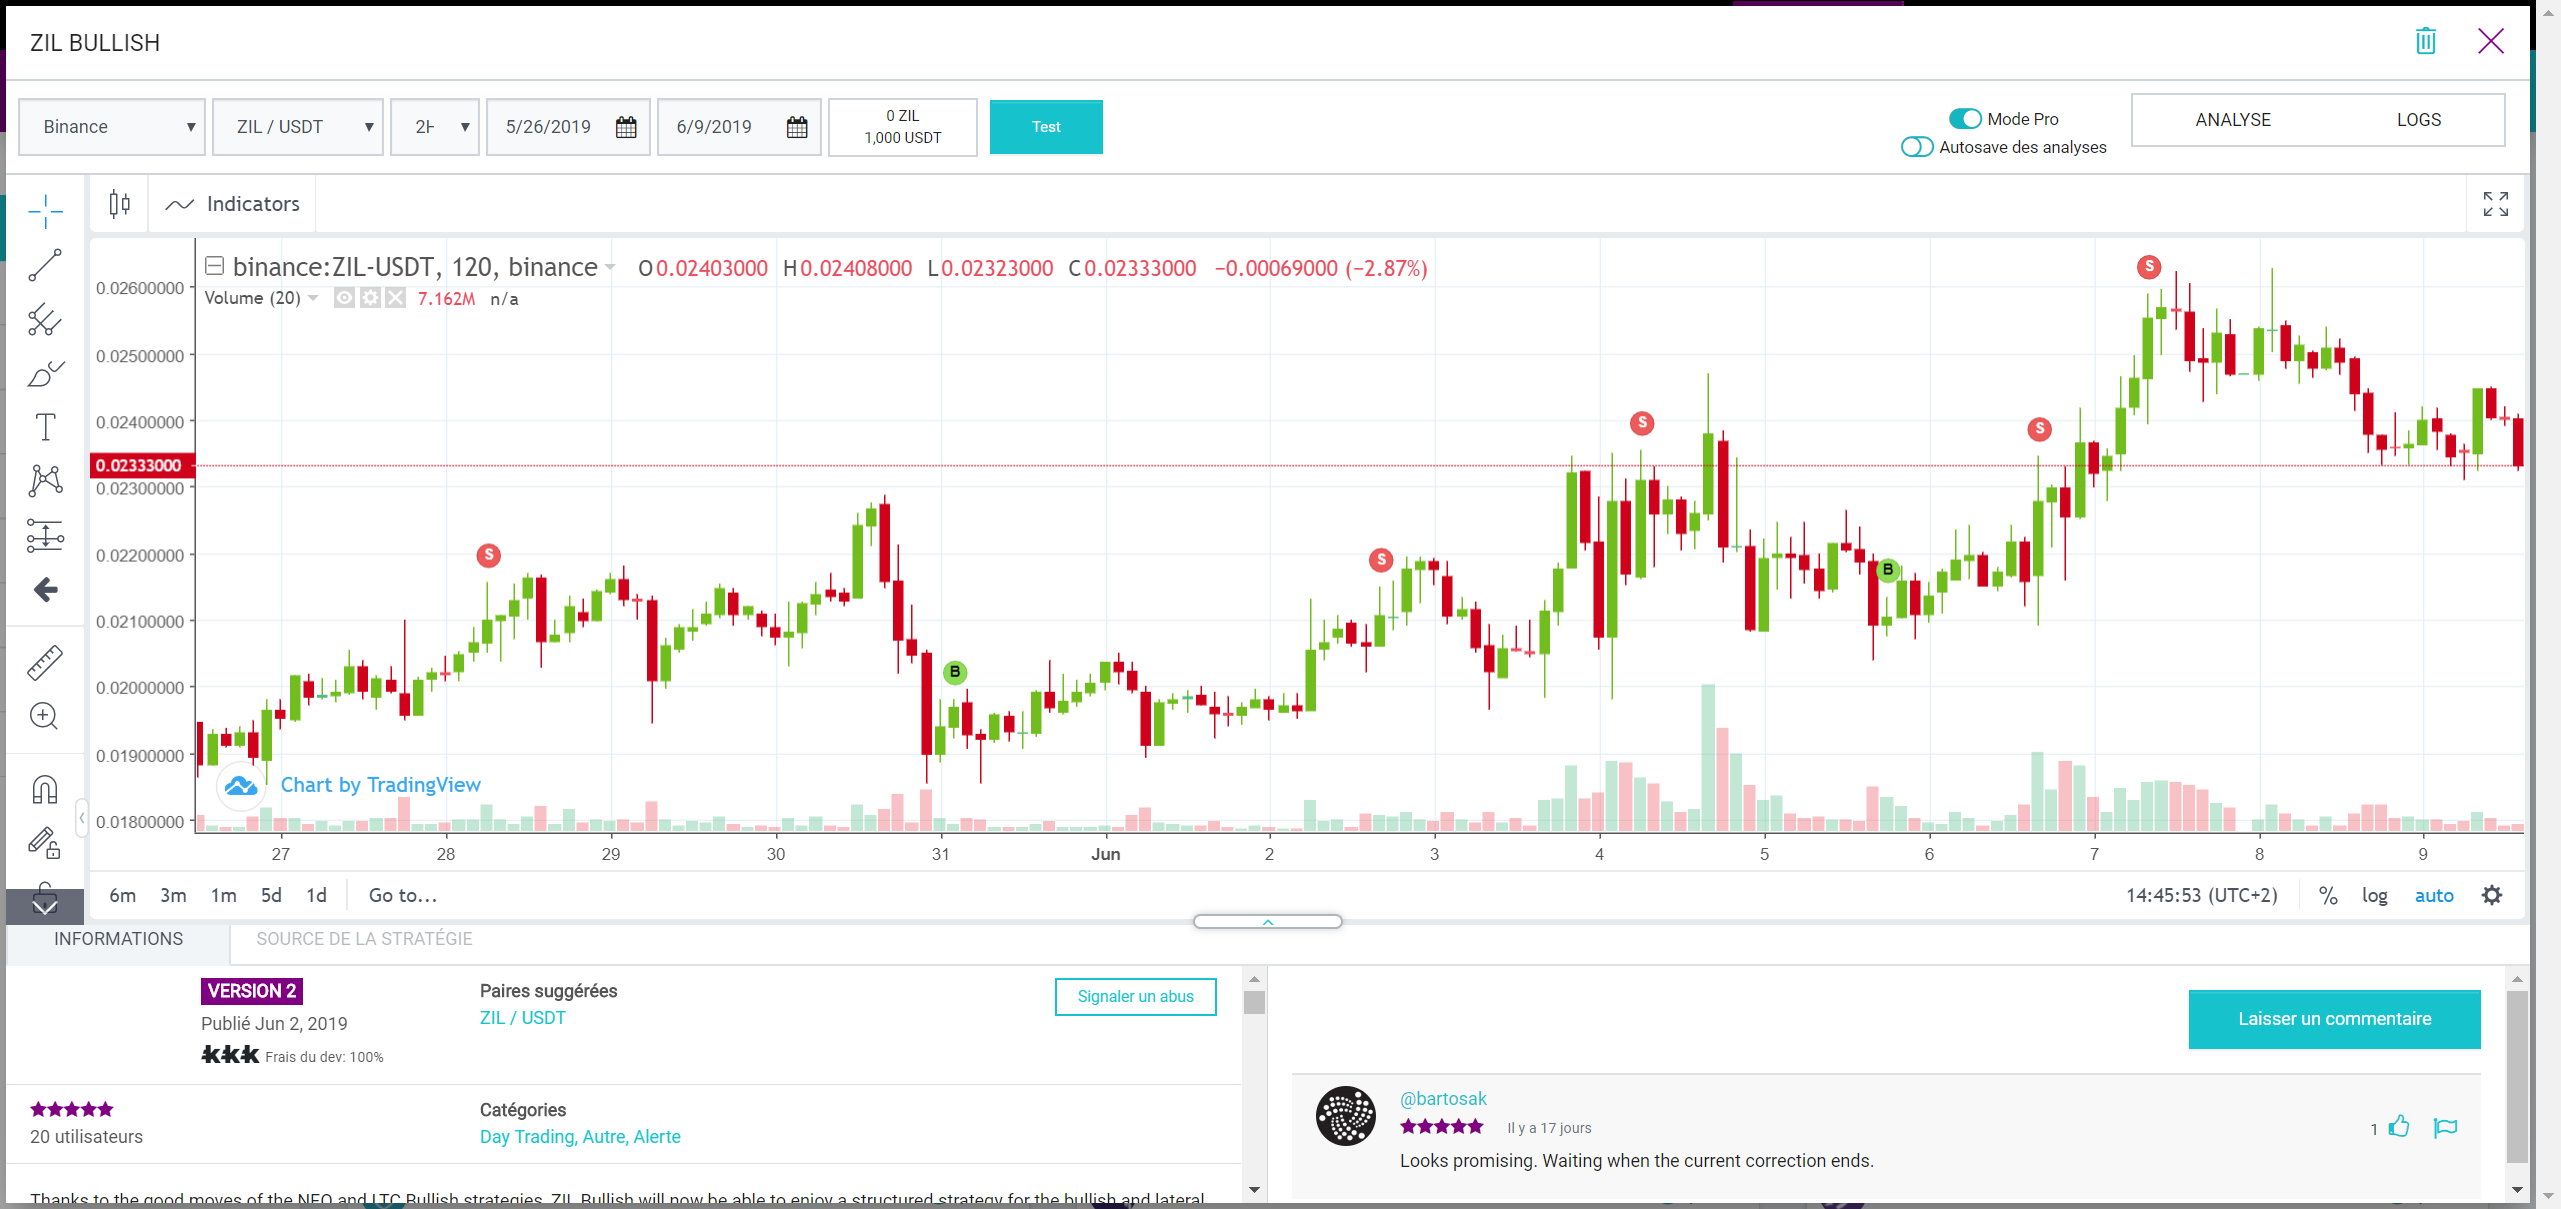 ZIL BULLISH
Binance ZIL / USDT 2H 5/26/2019 6/9/2019 0 ZIL
1,000 USDT
Test
Mode Pro
Autosave des analyses
ANALYSE LOGS
Indicators
binance:ZIL-USDT, 120, binance O0.02403000 H0.02408000 L0.02323000 C0.02333000 −0.00069000 (−2.87%)
Volume (20) 7.162M n/a
0.02600000
0.02500000
0.02400000
0.02333000
0.02300000
0.02200000
0.02100000
0.02000000
0.01900000
0.01800000
S
B
S
S
B
S
S
Chart by TradingView
27 28 29 30 31 Jun 2 3 4 5 6 7 8 9
6m 3m 1m 5d 1d Go to... 14:45:53 (UTC+2) % log auto
INFORMATIONS SOURCE DE LA STRATÉGIE
VERSION 2
Publié Jun 2, 2019
Frais du dev: 100%
Paires suggérées
ZIL / USDT
Signaler un abus
20 utilisateurs
Catégories
Day Trading, Autre, Alerte
Thanks to the good moves of the NEO and LTC Bullish strategies, ZIL Bullish will now be able to enjoy a structured strategy for the bullish and lateral
Laisser un commentaire
@bartosak
Il y a 17 jours
1
Looks promising. Waiting when the current correction ends.